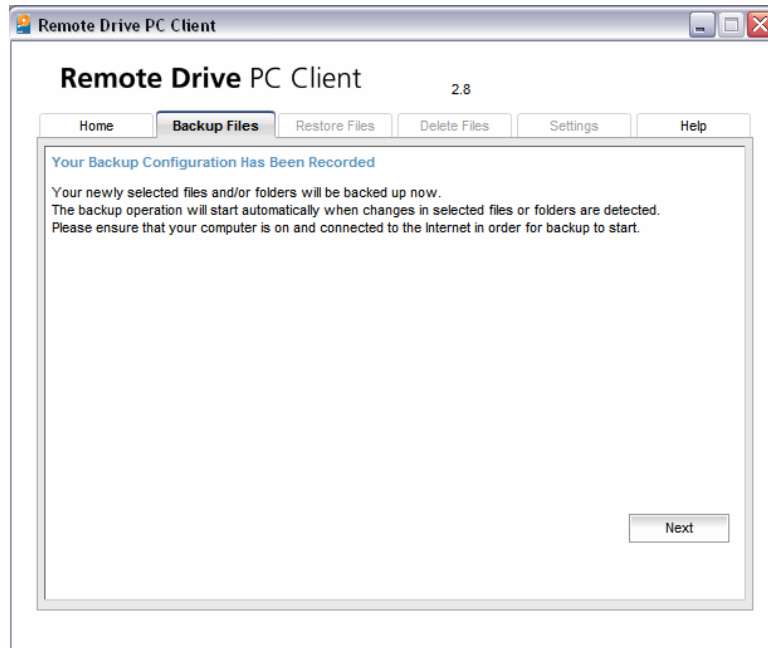 Remote Drive PC Client
Remote Drive PC Client 2.8
Home Backup Files Restore Files Delete Files Settings Help
Your Backup Configuration Has Been Recorded
Your newly selected files and/or folders will be backed up now.
The backup operation will start automatically when changes in selected files or folders are detected.
Please ensure that your computer is on and connected to the Internet in order for backup to start.
Next